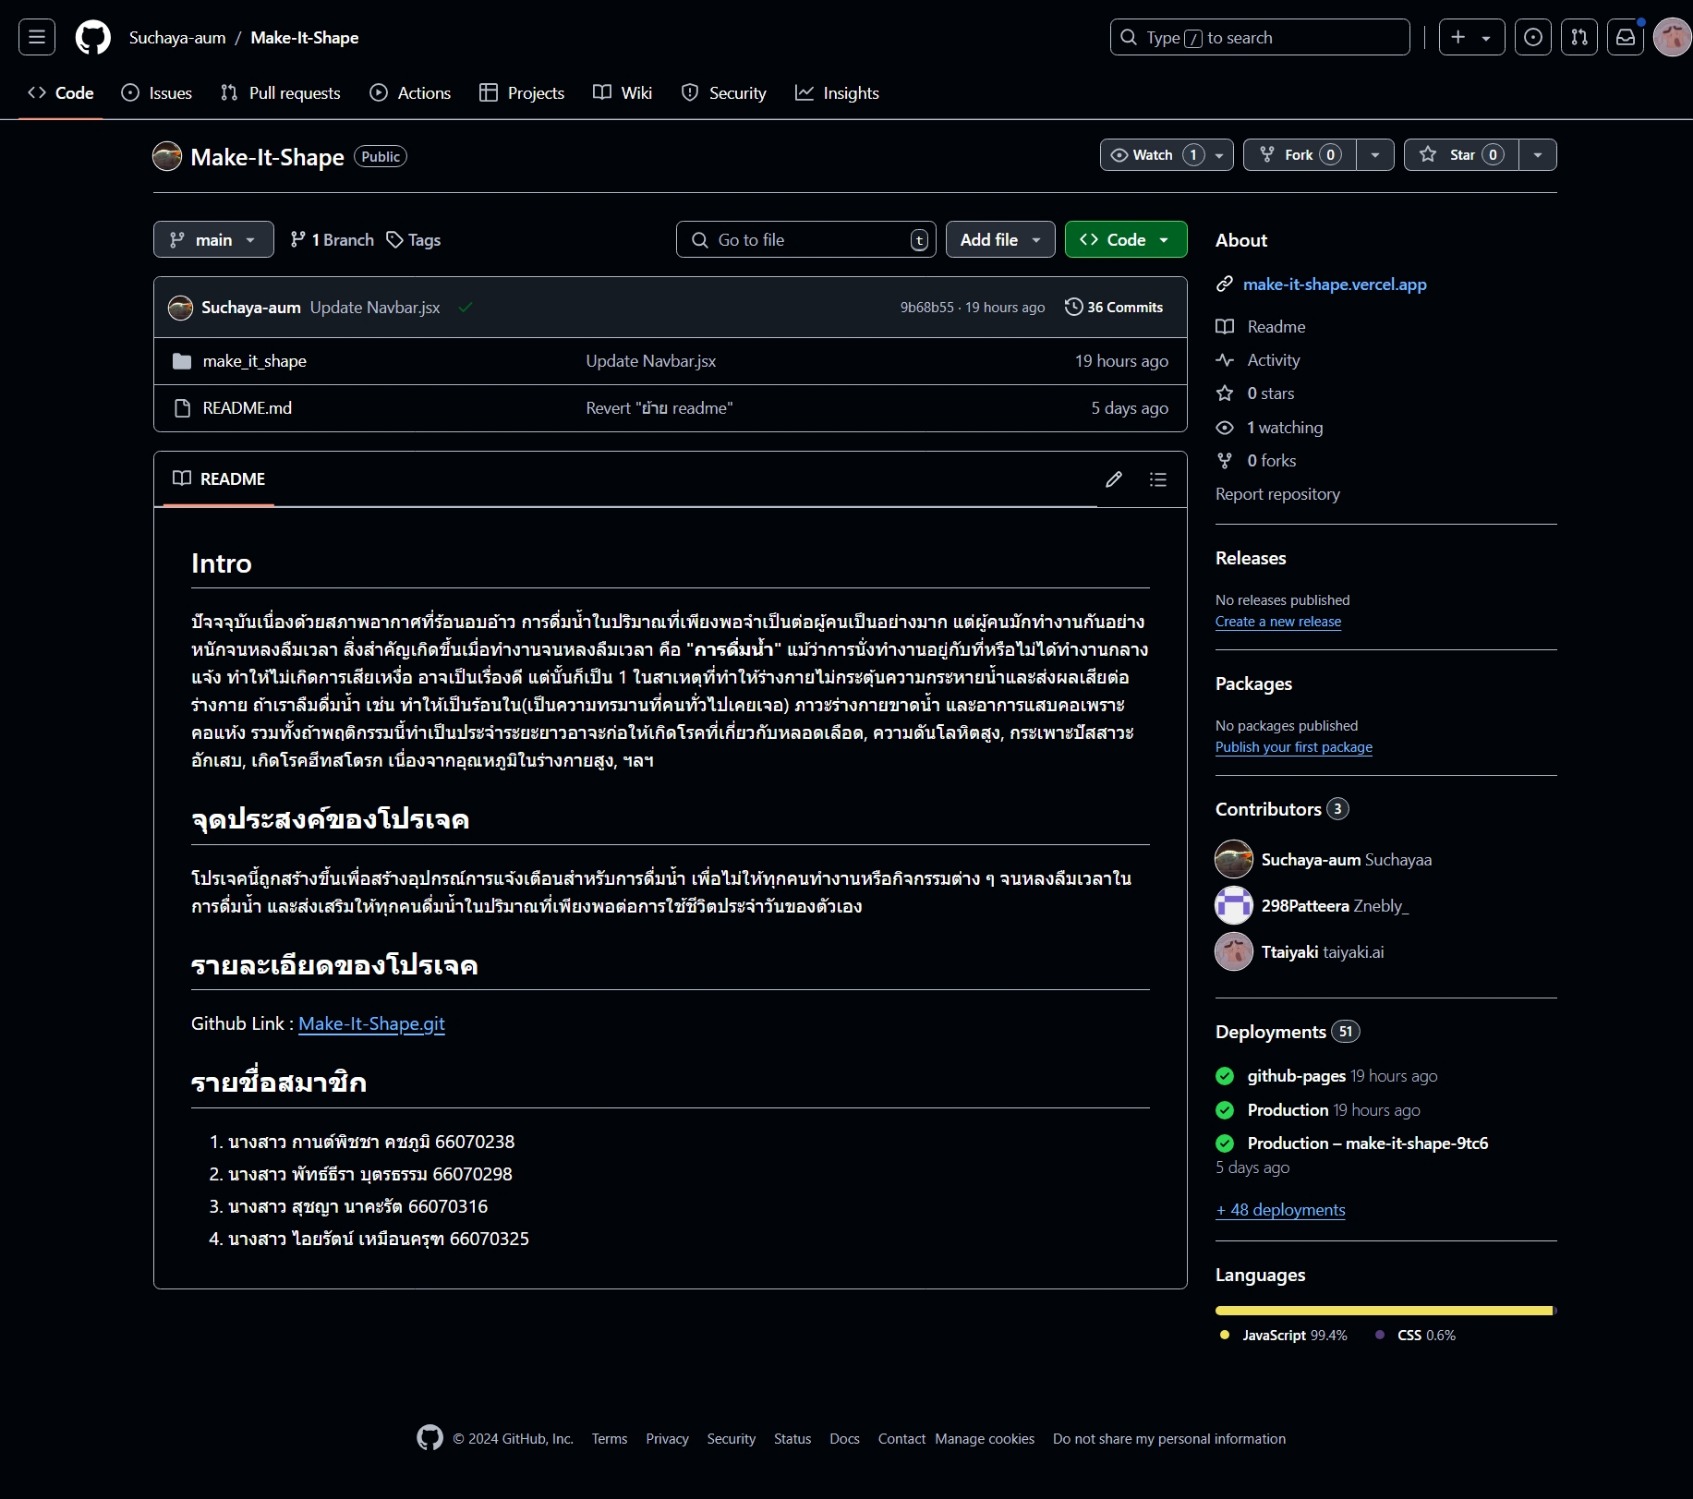 Suchaya-aum / Make-It-Shape
Type / to search
Code Issues Pull requests Actions Projects Wiki Security Insights
Make-It-Shape Public
Watch 1 Fork 0 Star 0
main 1 Branch Tags Go to file t Add file Code
Suchaya-aum Update Navbar.jsx 9b68b55 · 19 hours ago 36 Commits
make_it_shape Update Navbar.jsx 19 hours ago
README.md Revert "ย้าย readme" 5 days ago
README
Intro
ปัจจจุบันเนื่องด้วยสภาพอากาศที่ร้อนอบอ้าว การดื่มน้ำในปริมาณที่เพียงพอจำเป็นต่อผู้คนเป็นอย่างมาก แต่ผู้คนมักทำงานกันอย่าง
หนักจนหลงลืมเวลา สิ่งสำคัญเกิดขึ้นเมื่อทำงานจนหลงลืมเวลา คือ "การดื่มน้ำ" แม้ว่าการนั่งทำงานอยู่กับที่หรือไม่ได้ทำงานกลาง
แจ้ง ทำให้ไม่เกิดการเสียเหงื่อ อาจเป็นเรื่องดี แต่นั้นก็เป็น 1 ในสาเหตุที่ทำให้ร่างกายไม่กระตุ้นความกระหายน้ำและส่งผลเสียต่อ
ร่างกาย ถ้าเราลืมดื่มน้ำ เช่น ทำให้เป็นร้อนใน(เป็นความทรมานที่คนทั่วไปเคยเจอ) ภาวะร่างกายขาดน้ำ และอาการแสบคอเพราะ
คอแห้ง รวมทั้งถ้าพฤติกรรมนี้ทำเป็นประจำระยะยาวอาจะก่อให้เกิดโรคที่เกี่ยวกับหลอดเลือด, ความดันโลหิตสูง, กระเพาะปัสสาวะ
อักเสบ, เกิดโรคฮีทสโตรก เนื่องจากอุณหภูมิในร่างกายสูง, ฯลฯ
จุดประสงค์ของโปรเจค
โปรเจคนี้ถูกสร้างขึ้นเพื่อสร้างอุปกรณ์การแจ้งเตือนสำหรับการดื่มน้ำ เพื่อไม่ให้ทุกคนทำงานหรือกิจกรรมต่าง ๆ จนหลงลืมเวลาใน
การดื่มน้ำ และส่งเสริมให้ทุกคนดื่มน้ำในปริมาณที่เพียงพอต่อการใช้ชีวิตประจำวันของตัวเอง
รายละเอียดของโปรเจค
Github Link : Make-It-Shape.git
รายชื่อสมาชิก
1. นางสาว กานต์พิชชา คชภูมิ 66070238
2. นางสาว พัทธ์ธีรา บุตรธรรม 66070298
3. นางสาว สุชญา นาคะรัต 66070316
4. นางสาว ไอยรัตน์ เหมือนครุฑ 66070325
About
make-it-shape.vercel.app
Readme
Activity
0 stars
1 watching
0 forks
Report repository
Releases
No releases published
Create a new release
Packages
No packages published
Publish your first package
Contributors 3
Suchaya-aum Suchayaa
298Patteera Znebly_
Ttaiyaki taiyaki.ai
Deployments 51
github-pages 19 hours ago
Production 19 hours ago
Production – make-it-shape-9tc6
5 days ago
+ 48 deployments
Languages
JavaScript 99.4% CSS 0.6%
© 2024 GitHub, Inc. Terms Privacy Security Status Docs Contact Manage cookies Do not share my personal information